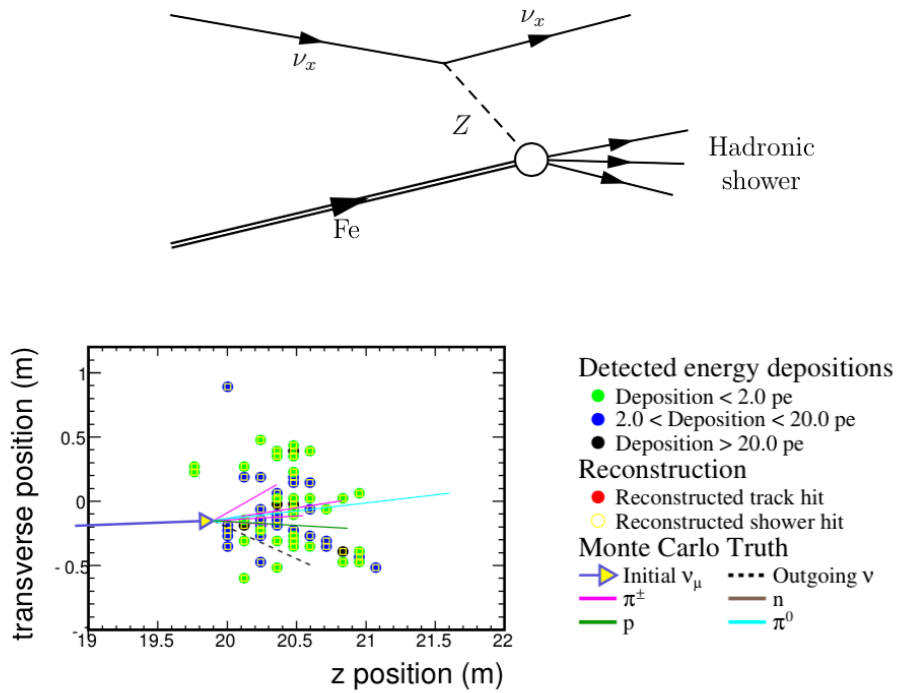 ν_x
ν_x
Z
Hadronic
shower
Fe
transverse position (m)
1
0.5
0
- 0.5
-1
19
19.5
20
20.5
21
21.5
22
z position (m)
Detected energy depositions
Deposition < 2.0 pe
2.0 < Deposition < 20.0 pe
Deposition > 20.0 pe
Reconstruction
Reconstructed track hit
Reconstructed shower hit
Monte Carlo Truth
Initial ν_μ
Outgoing ν
π±
n
p
π⁰